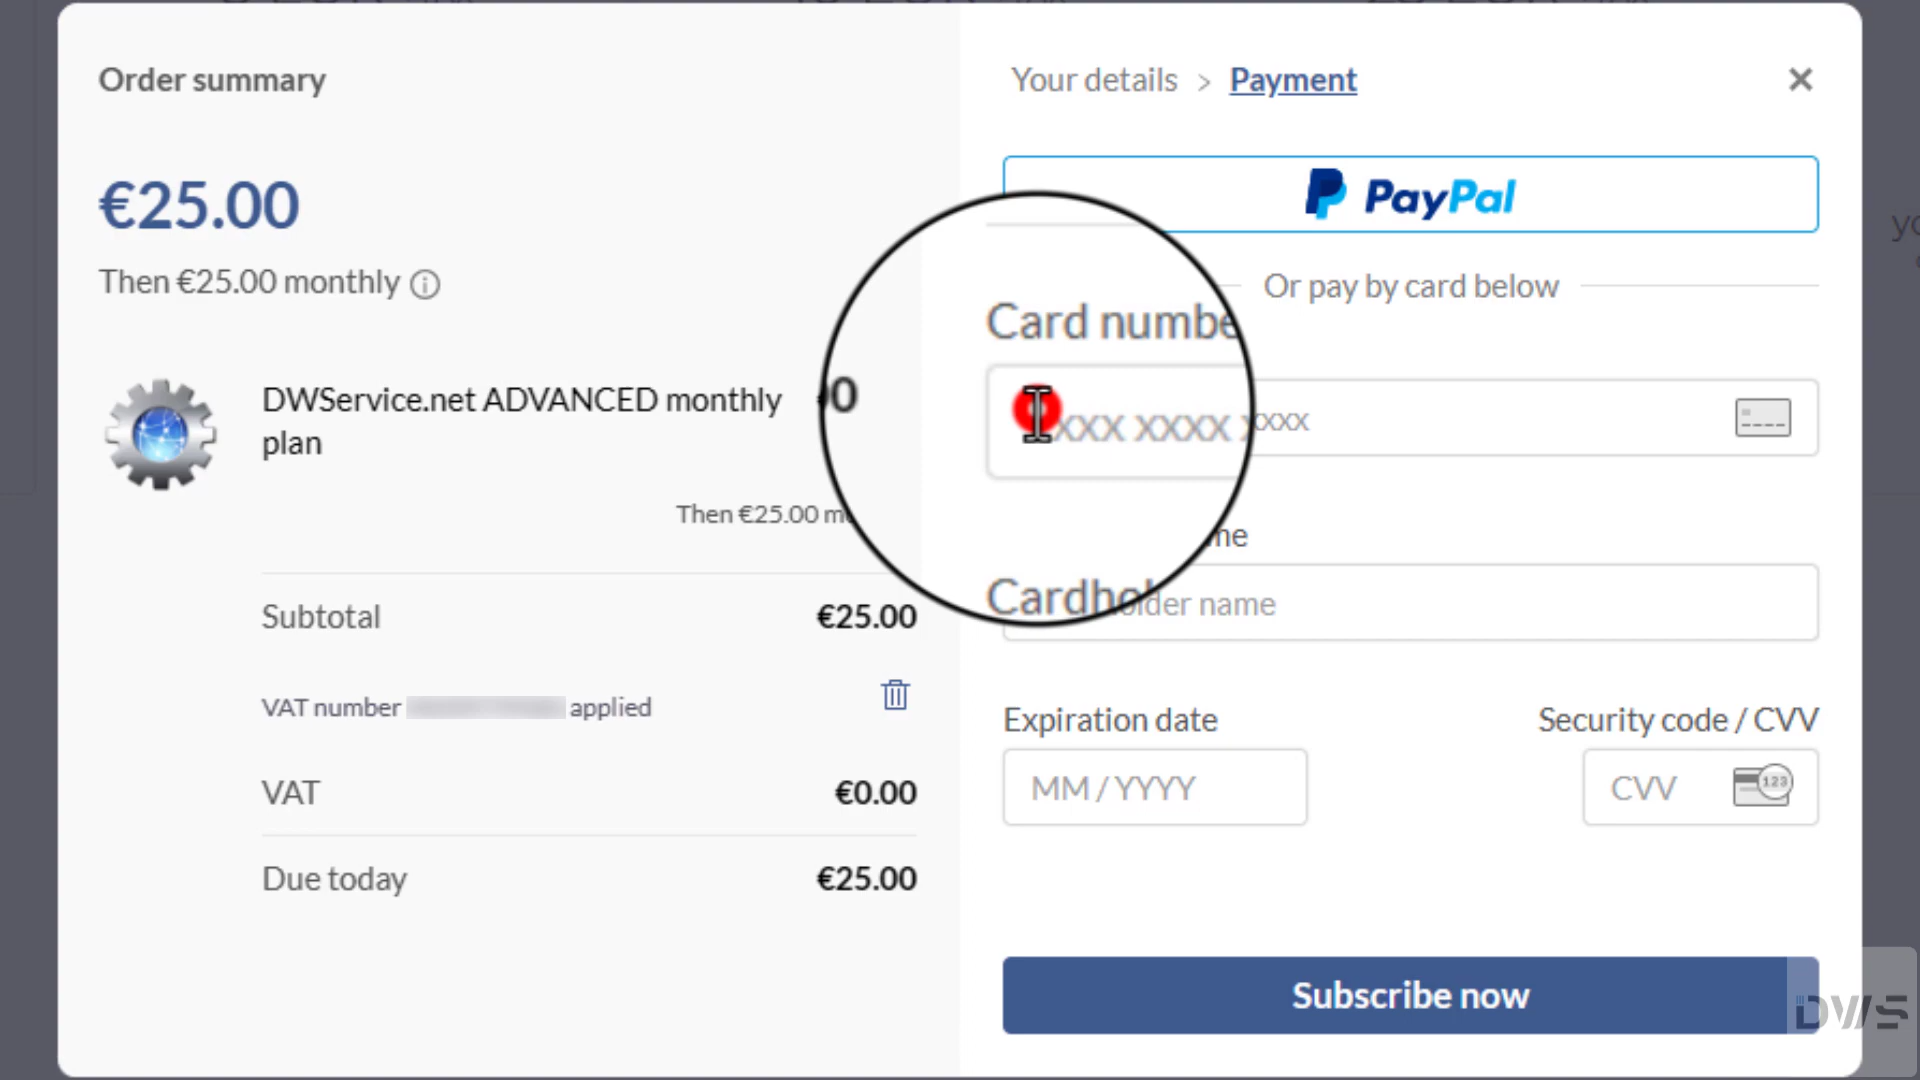 Order summary
€25.00
Then €25.00 monthly
DWService.net ADVANCED monthly
plan
Then €25.00
Subtotal €25.00
VAT number applied
VAT €0.00
Due today €25.00
Your details > Payment
PayPal
Or pay by card below
Card numbe
XXX XXXX XXXX
Cardholder name
Expiration date
MM / YYYY
Security code / CVV
CVV
123
Subscribe now
DWS